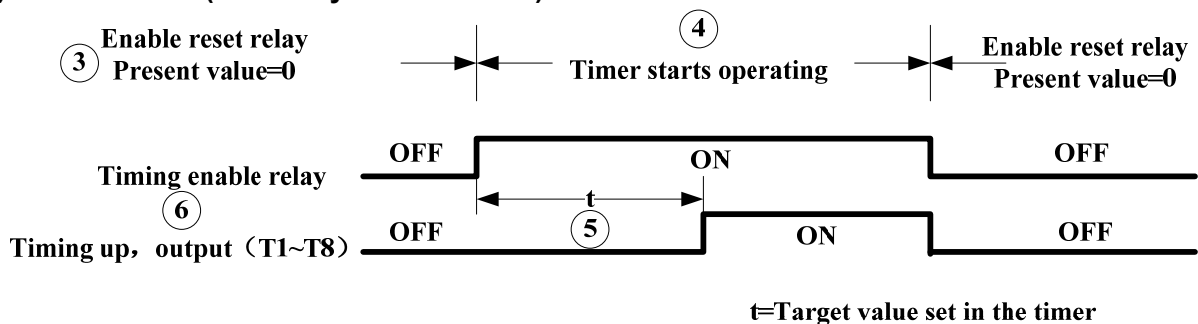 ④
Enable reset relay
③ Present value=0
Timer starts operating
Enable reset relay
Present value=0
OFF
ON
OFF
Timing enable relay
t
⑥
⑤
Timing up，output（T1~T8）
OFF
ON
OFF
t=Target value set in the timer